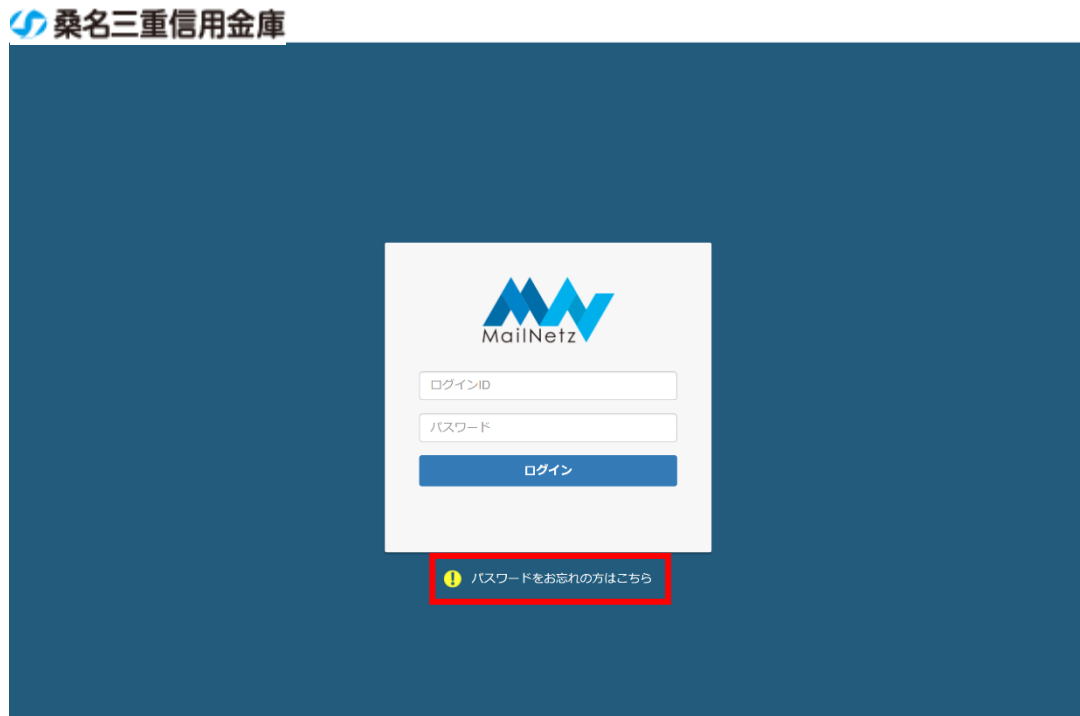 桑名三重信用金庫
MailNetz
ログインID
パスワード
ログイン
パスワードをお忘れの方はこちら